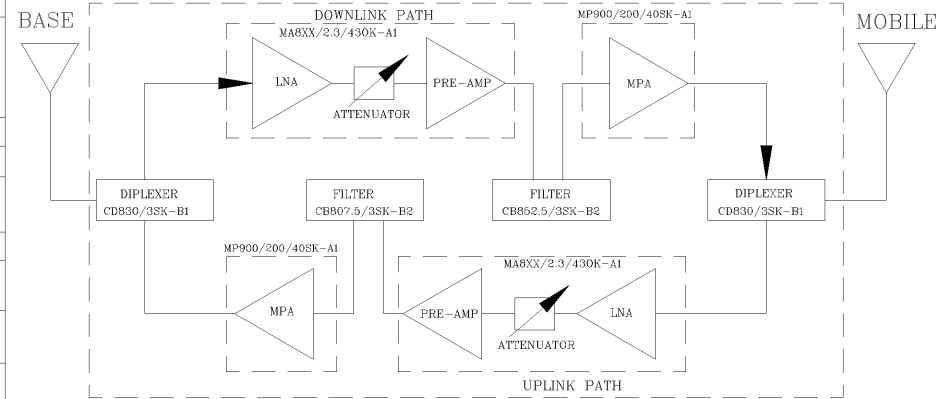 BASE
DOWNLINK PATH
MP900/200/40SK-A1
MOBILE
MA8XX/2.3/430K-A1
LNA
PRE-AMP
MPA
ATTENUATOR
DIPLEXER
CD830/3SK-B1
FILTER
CB807.5/3SK-B2
FILTER
CB852.5/3SK-B2
DIPLEXER
CD830/3SK-B1
MP900/200/40SK-A1
MA8XX/2.3/430K-A1
MPA
PRE-AMP
LNA
ATTENUATOR
UPLINK PATH